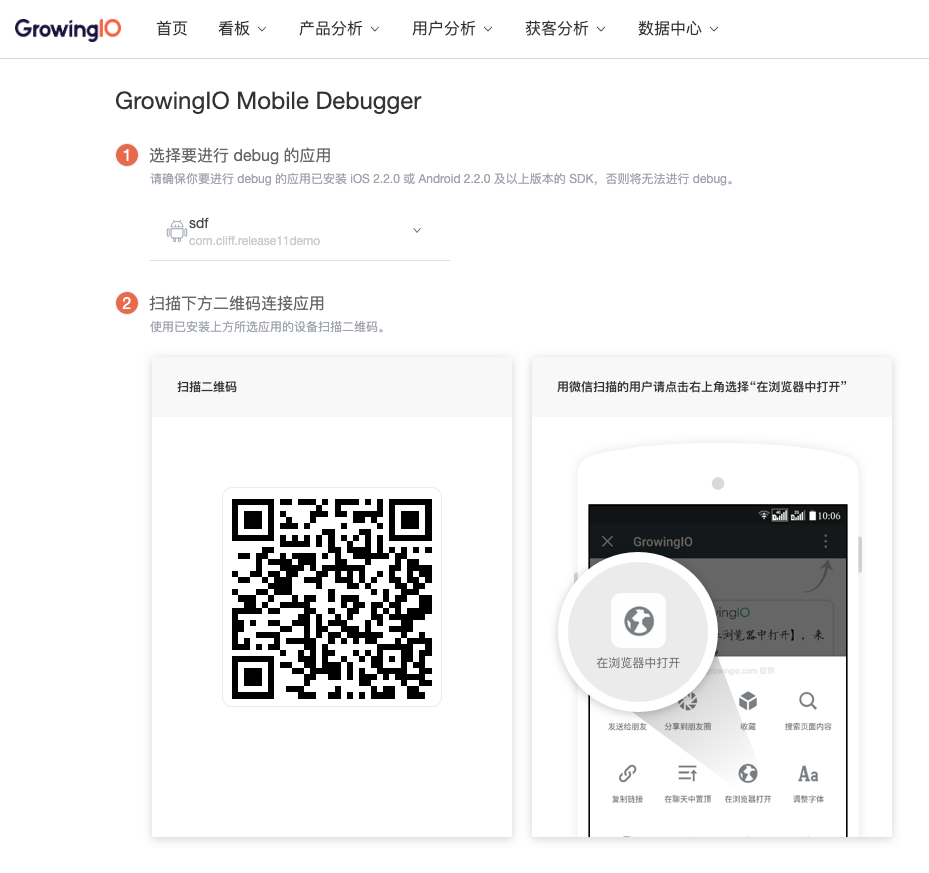 GrowingIO
首页
看板
产品分析
用户分析
获客分析
数据中心
GrowingIO Mobile Debugger
1 选择要进行 debug 的应用
请确保你要进行 debug 的应用已安装 iOS 2.2.0 或 Android 2.2.0 及以上版本的 SDK，否则将无法进行 debug。
sdf
com.cliff.release11demo
2 扫描下方二维码连接应用
使用已安装上方所选应用的设备扫描二维码。
扫描二维码
用微信扫描的用户请点击右上角选择“在浏览器中打开”
10:06
GrowingIO
wingIO
浏览器中打开】，来
在浏览器中打开
growingio.com 提供
发送给朋友
分享到朋友圈
收藏
搜索页面内容
Aa
复制链接
在聊天中置顶
在浏览器打开
调整字体